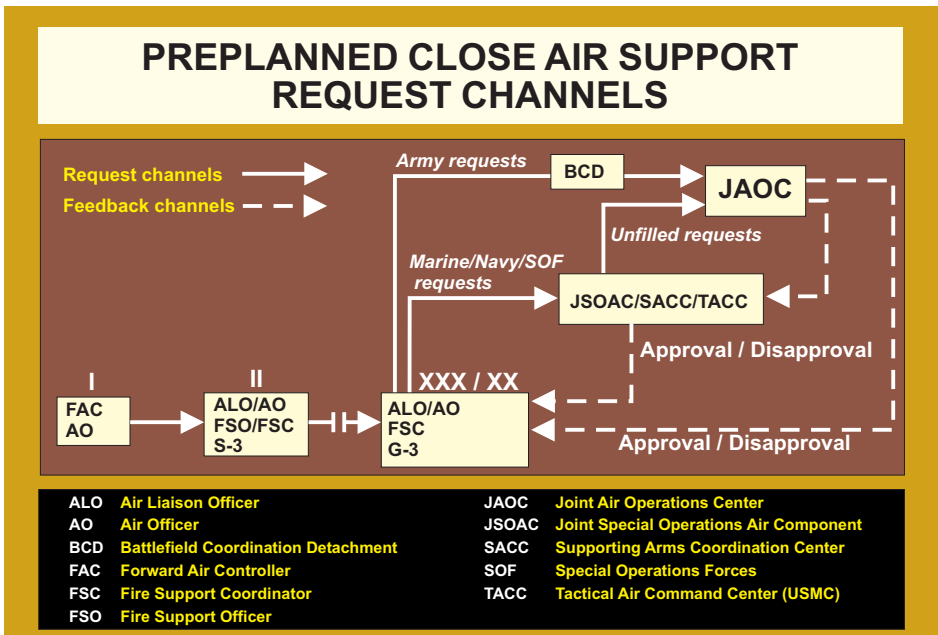 PREPLANNED CLOSE AIR SUPPORT
REQUEST CHANNELS
Request channels
Feedback channels
Army requests
BCD
JAOC
Unfilled requests
Marine/Navy/SOF
requests
JSOAC/SACC/TACC
Approval / Disapproval
I
FAC
AO
II
ALO/AO
FSO/FSC
S-3
XXX / XX
ALO/AO
FSC
G-3
Approval / Disapproval
ALO Air Liaison Officer
AO Air Officer
BCD Battlefield Coordination Detachment
FAC Forward Air Controller
FSC Fire Support Coordinator
FSO Fire Support Officer
JAOC Joint Air Operations Center
JSOAC Joint Special Operations Air Component
SACC Supporting Arms Coordination Center
SOF Special Operations Forces
TACC Tactical Air Command Center (USMC)